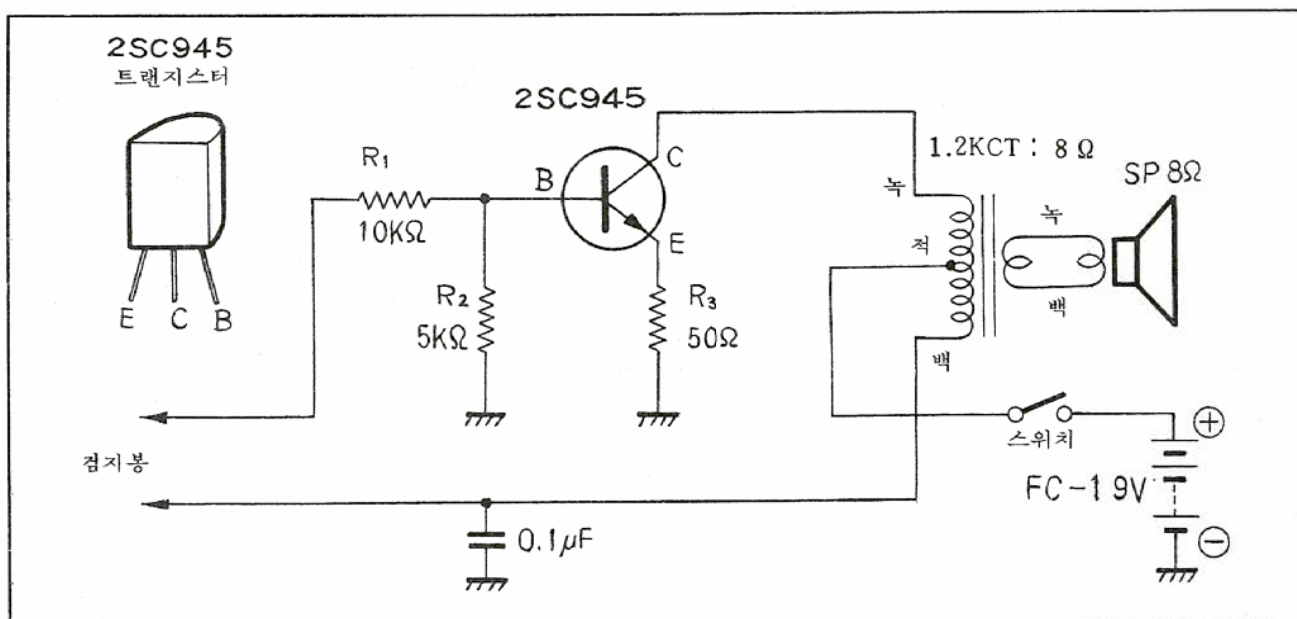 2SC945
트랜지스터
E C B
2SC945
R1
10KΩ
B
C
E
R2
5KΩ
R3
50Ω
1.2KCT : 8Ω
SP 8Ω
녹
적
백
녹
백
스위치
FC-1 9V
+
-
검지봉
0.1μF